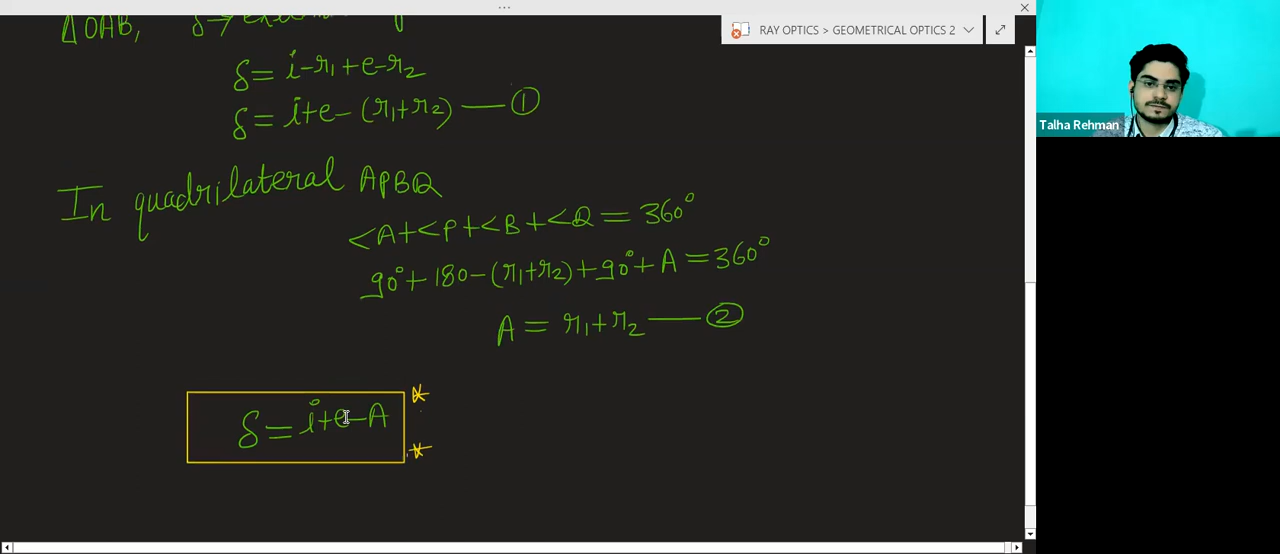 ΔOAB, δ→
RAY OPTICS > GEOMETRICAL OPTICS 2
δ = i-r₁+e-r₂
δ = i+e-(r₁+r₂) — ①
Talha Rehman
In quadrilateral APBQ
<A+<P+<B+<Q = 360°
90°+180-(r₁+r₂)+90°+A = 360°
A = r₁+r₂ — ②
δ = i+e-A